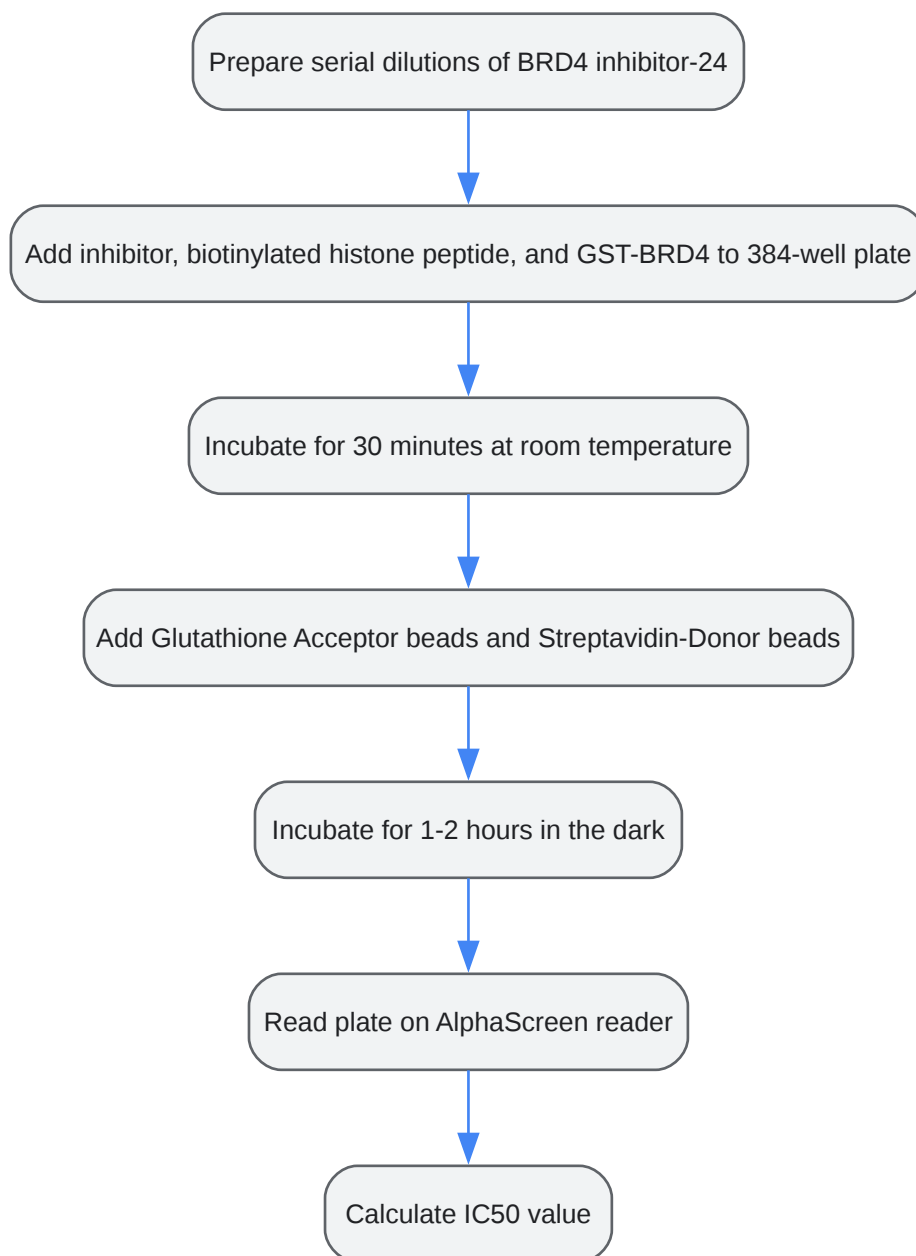 Prepare serial dilutions of BRD4 inhibitor-24
Add inhibitor, biotinylated histone peptide, and GST-BRD4 to 384-well plate
Incubate for 30 minutes at room temperature
Add Glutathione Acceptor beads and Streptavidin-Donor beads
Incubate for 1-2 hours in the dark
Read plate on AlphaScreen reader
Calculate IC50 value